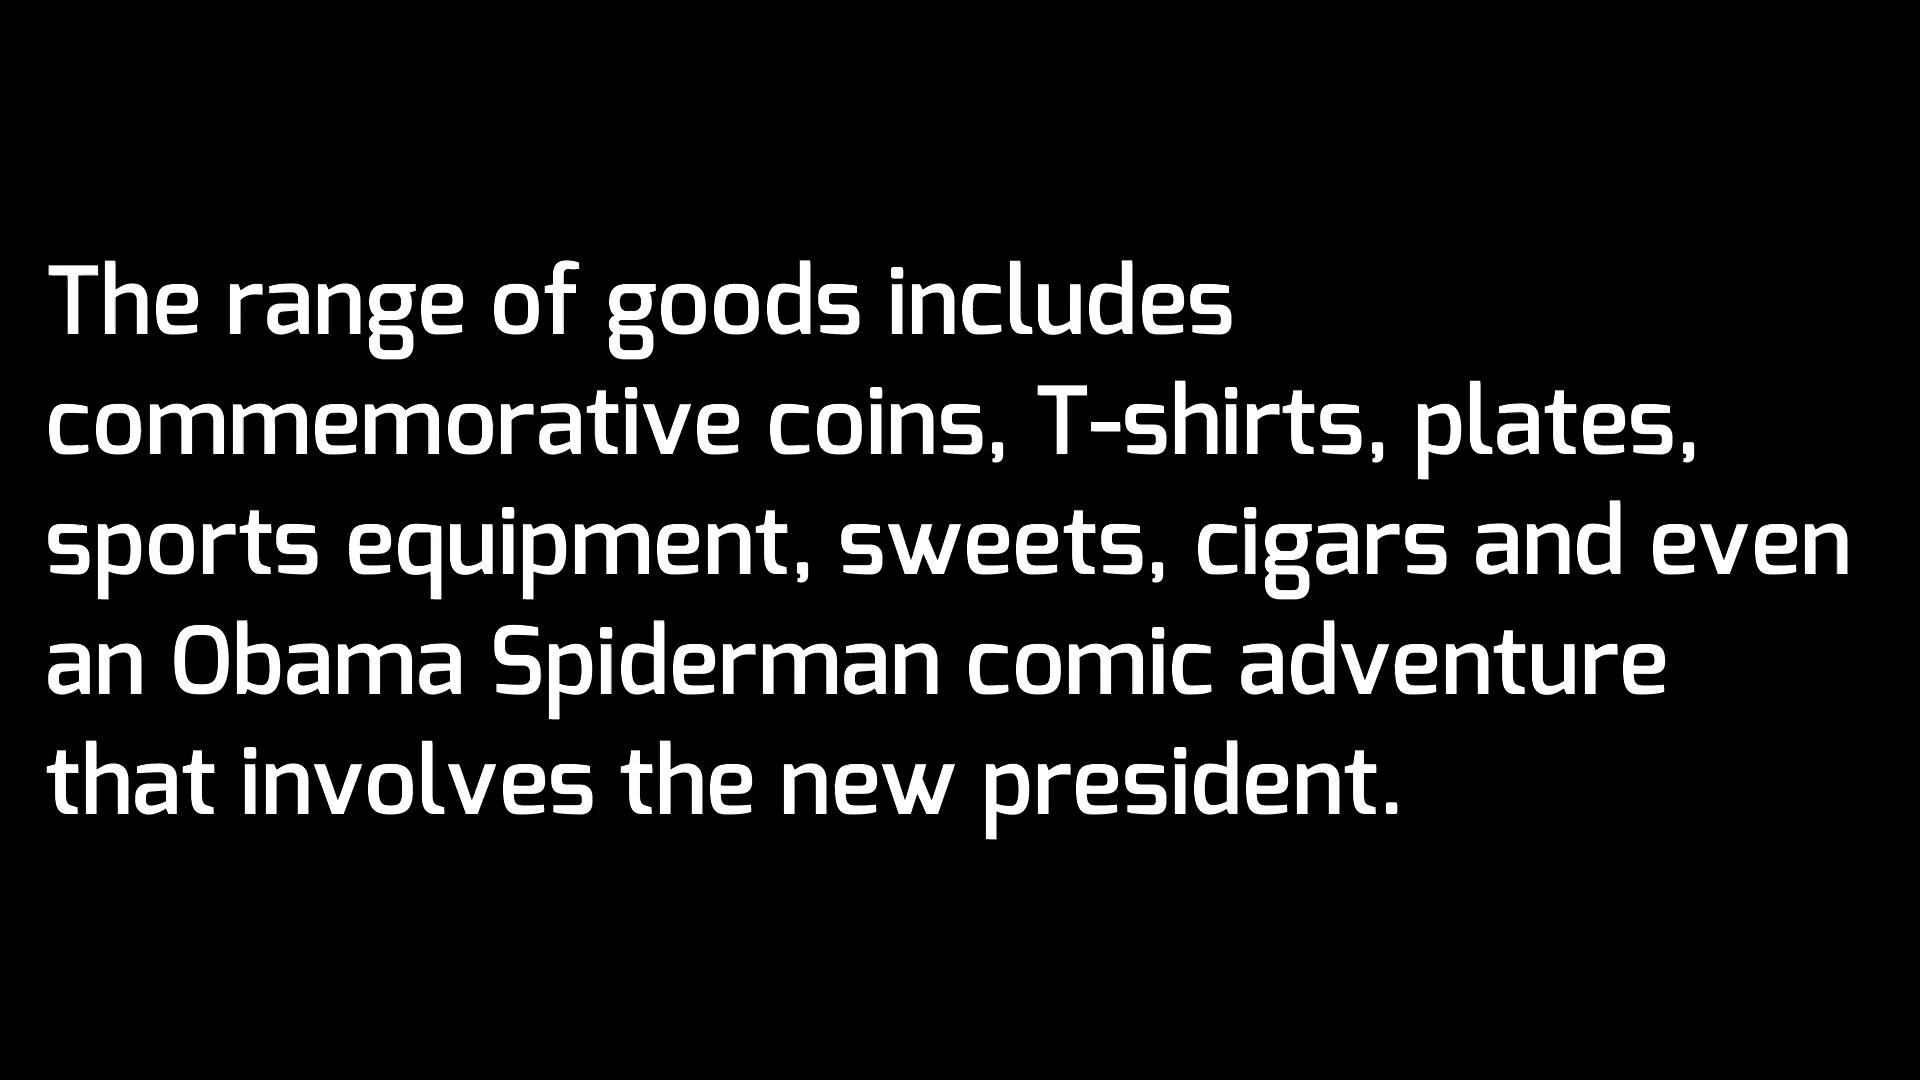 The range of goods includes
commemorative coins, T-shirts, plates,
sports equipment, sweets, cigars and even
an Obama Spiderman comic adventure
that involves the new president.